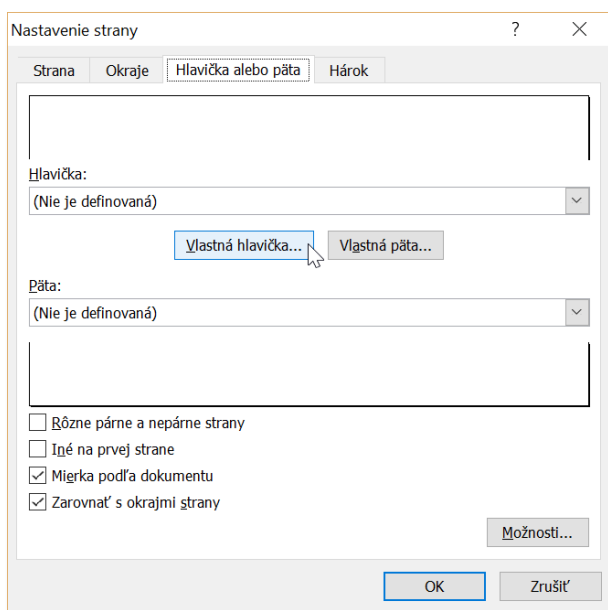 Nastavenie strany ?
Strana Okraje Hlavička alebo päta Hárok
Hlavička:
(Nie je definovaná)
Vlastná hlavička... Vlastná päta...
Päta:
(Nie je definovaná)
Rôzne párne a nepárne strany
Iné na prvej strane
Mierka podľa dokumentu
Zarovnať s okrajmi strany
Možnosti...
OK Zrušiť